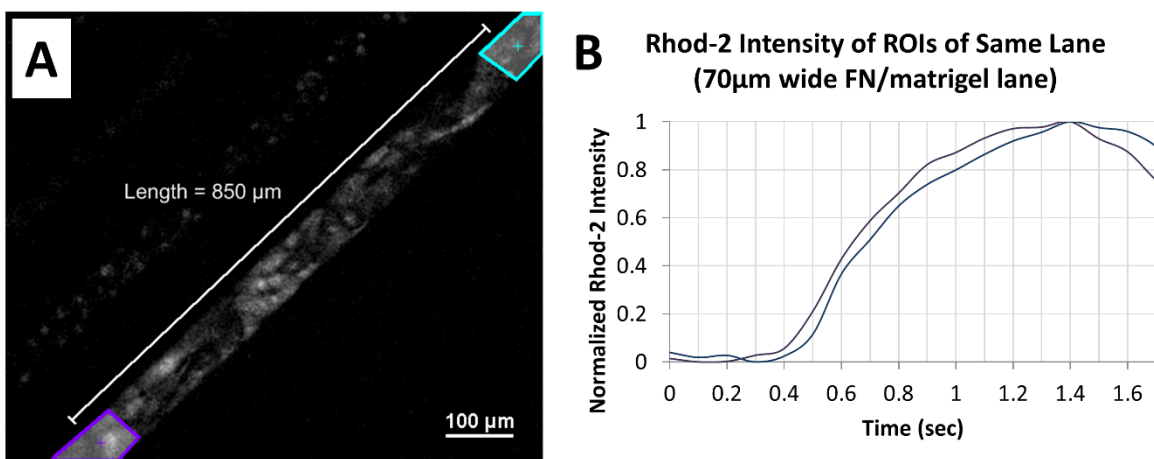 A
Length = 850 µm
100 µm
B
Rhod-2 Intensity of ROIs of Same Lane
(70µm wide FN/matrigel lane)
Normalized Rhod-2 Intensity
1
0.8
0.6
0.4
0.2
0
0 0.2 0.4 0.6 0.8 1 1.2 1.4 1.6
Time (sec)